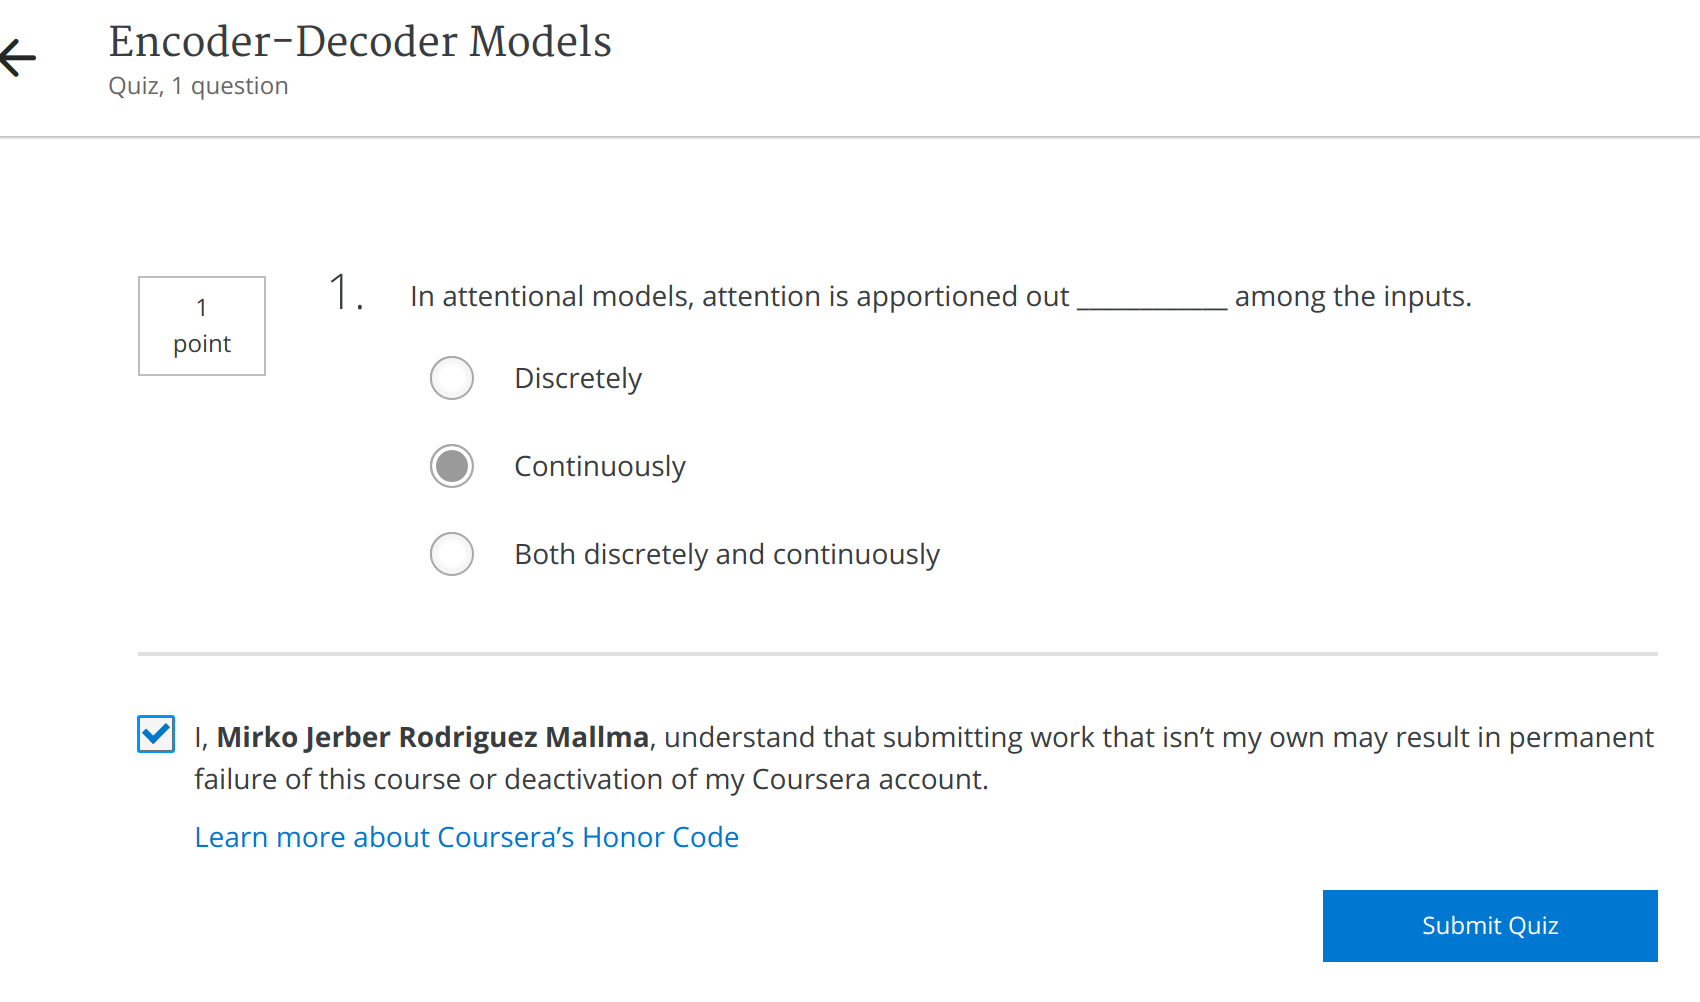 Encoder-Decoder Models
Quiz, 1 question
1
point
1.
In attentional models, attention is apportioned out __________ among the inputs.
Discretely
Continuously
Both discretely and continuously
I, Mirko Jerber Rodriguez Mallma, understand that submitting work that isn’t my own may result in permanent
failure of this course or deactivation of my Coursera account.
Learn more about Coursera’s Honor Code
Submit Quiz